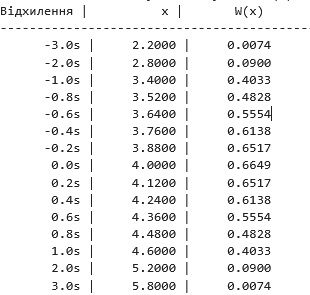 Відхилення | x | W(x)
-3.0s | 2.2000 | 0.0074
-2.0s | 2.8000 | 0.0900
-1.0s | 3.4000 | 0.4033
-0.8s | 3.5200 | 0.4828
-0.6s | 3.6400 | 0.5554
-0.4s | 3.7600 | 0.6138
-0.2s | 3.8800 | 0.6517
0.0s | 4.0000 | 0.6649
0.2s | 4.1200 | 0.6517
0.4s | 4.2400 | 0.6138
0.6s | 4.3600 | 0.5554
0.8s | 4.4800 | 0.4828
1.0s | 4.6000 | 0.4033
2.0s | 5.2000 | 0.0900
3.0s | 5.8000 | 0.0074